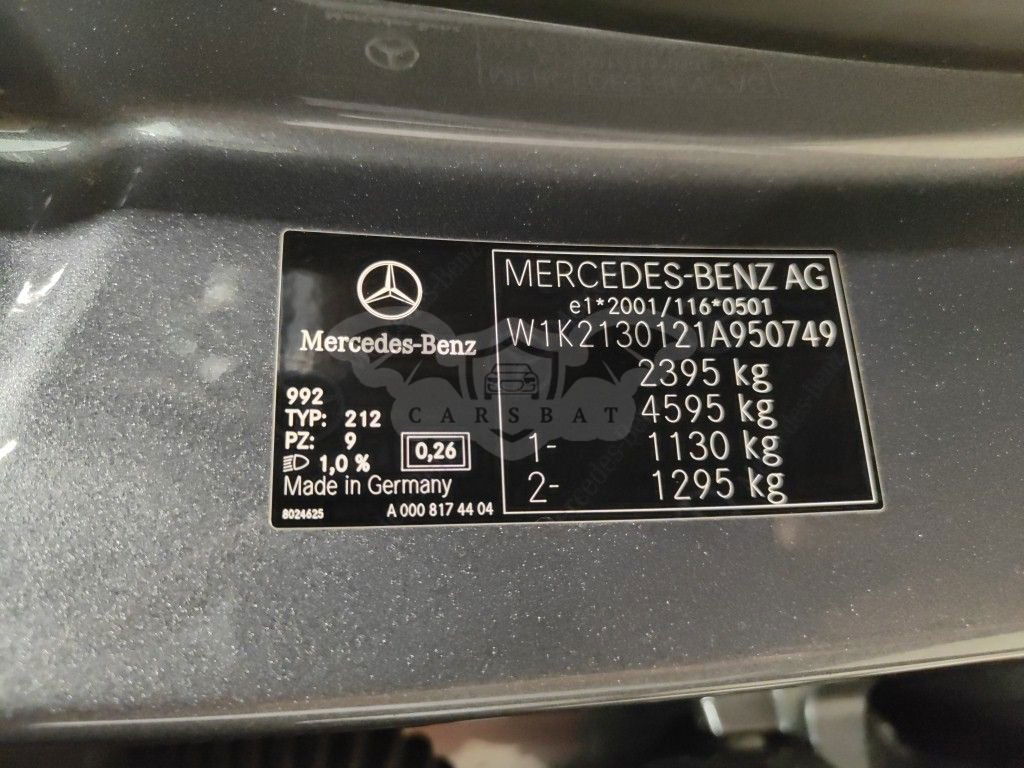 Mercedes-Benz
992
TYP: 212
PZ: 9
1,0 %
0,26
Made in Germany
8024625
A 000 817 44 04
MERCEDES-BENZ AG
e1*2001/116*0501
W1K2130121A950749
2395 kg
4595 kg
1- 1130 kg
2- 1295 kg
CARSBAT